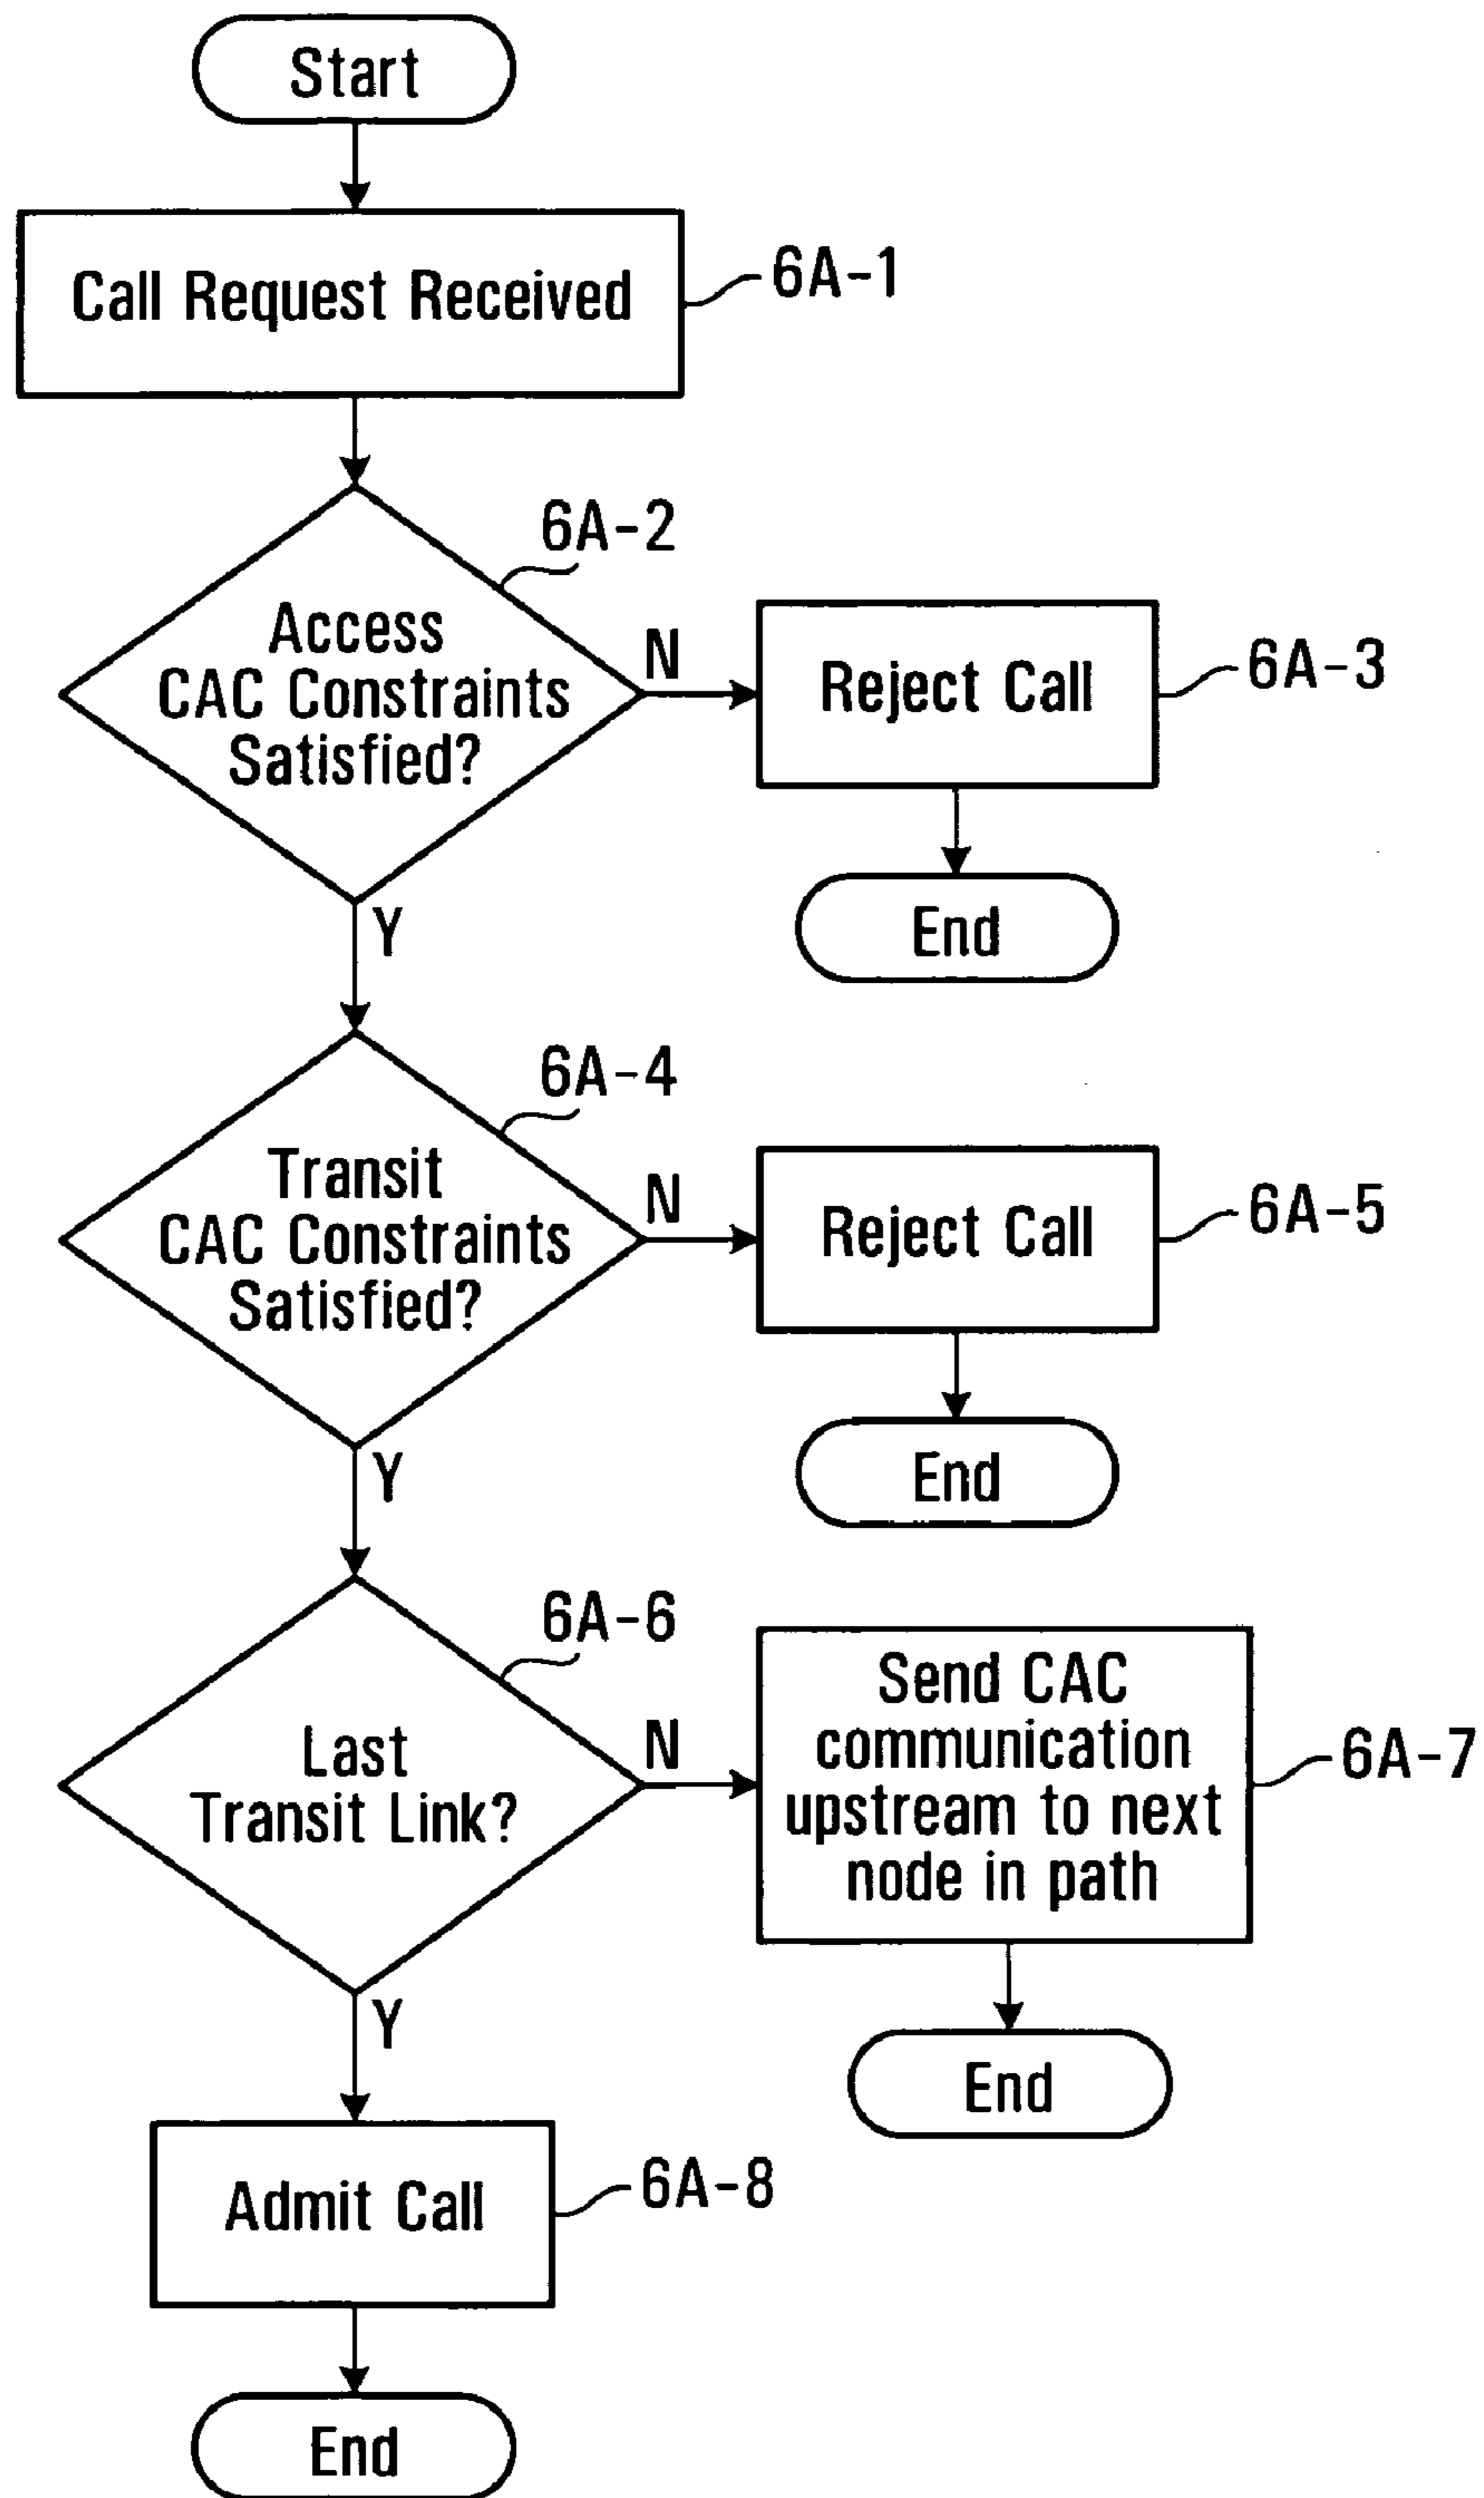 Start
Call Request Received
6A-1
6A-2
Access
CAC Constraints
Satisfied?
N
Reject Call
6A-3
End
Y
6A-4
Transit
CAC Constraints
Satisfied?
N
Reject Call
6A-5
End
Y
6A-6
Last
Transit Link?
N
Send CAC
communication
upstream to next
node in path
6A-7
End
Y
Admit Call
6A-8
End